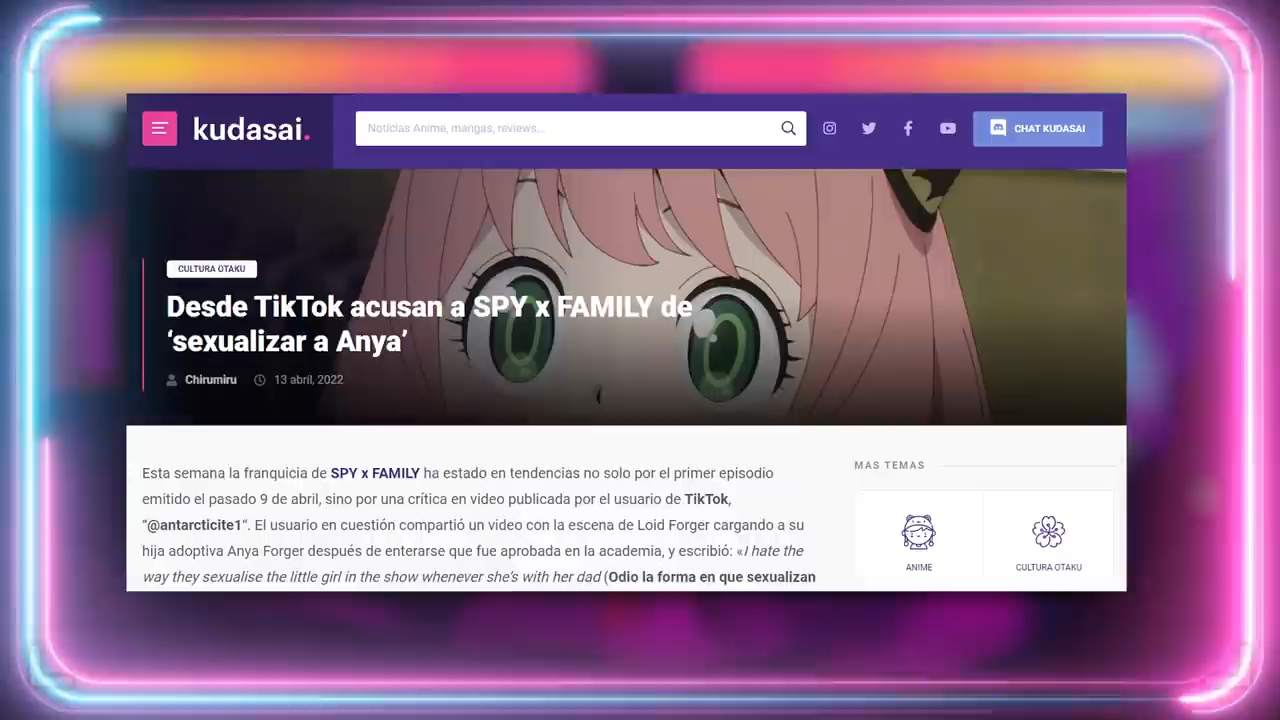 kudasai.
Noticias Anime, mangas, reviews...
CHAT KUDASAI
CULTURA OTAKU
Desde TikTok acusan a SPY x FAMILY de
‘sexualizar a Anya’
Chirumiru 13 abril, 2022
Esta semana la franquicia de SPY x FAMILY ha estado en tendencias no solo por el primer episodio
emitido el pasado 9 de abril, sino por una crítica en video publicada por el usuario de TikTok,
“@antarcticite1“. El usuario en cuestión compartió un video con la escena de Loid Forger cargando a su
hija adoptiva Anya Forger después de enterarse que fue aprobada en la academia, y escribió: «I hate the
way they sexualise the little girl in the show whenever she’s with her dad (Odio la forma en que sexualizan
MAS TEMAS
ANIME
CULTURA OTAKU